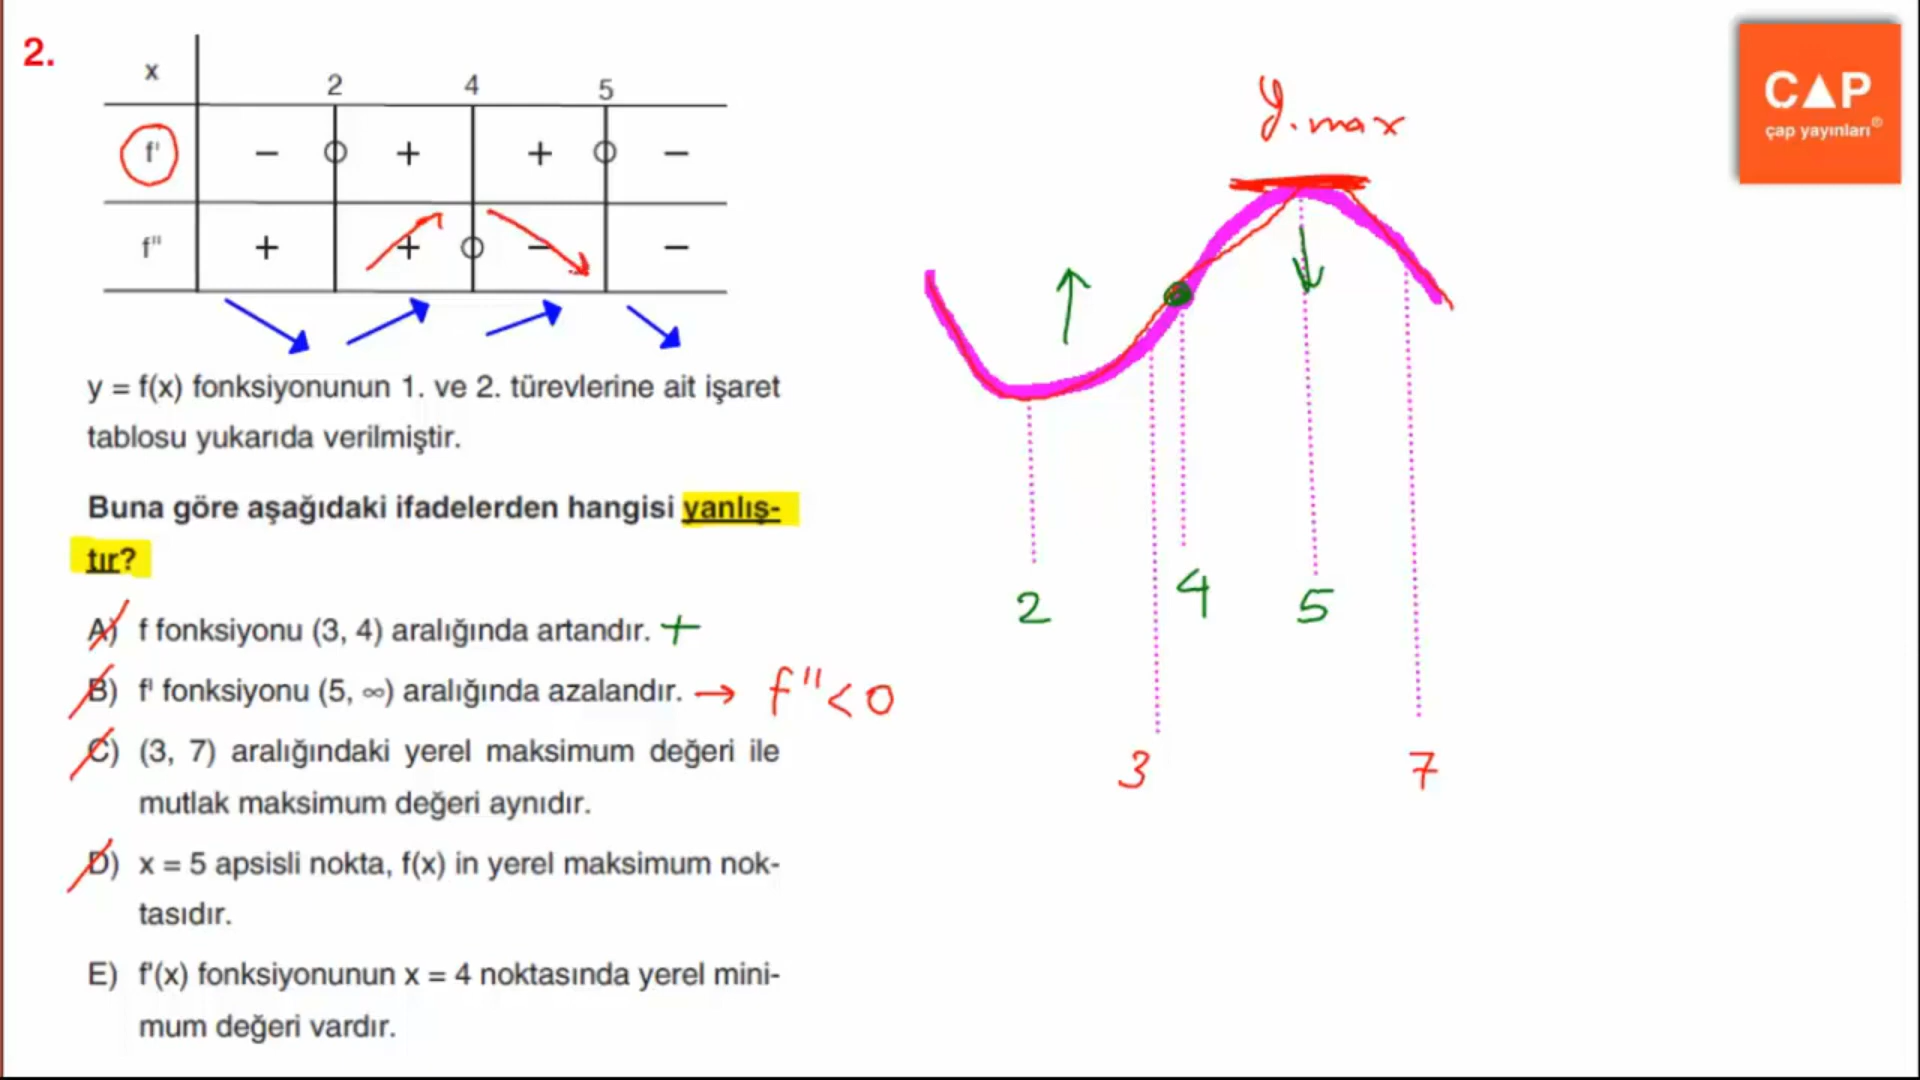 2.
x 2 4 5
f' − + + −
f'' + + − −
y = f(x) fonksiyonunun 1. ve 2. türevlerine ait işaret
tablosu yukarıda verilmiştir.
Buna göre aşağıdaki ifadelerden hangisi yanlış-
tır?
A) f fonksiyonu (3, 4) aralığında artandır. +
B) f' fonksiyonu (5, ∞) aralığında azalandır. → f'' < 0
C) (3, 7) aralığındaki yerel maksimum değeri ile
mutlak maksimum değeri aynıdır.
D) x = 5 apsisli nokta, f(x) in yerel maksimum nok-
tasıdır.
E) f'(x) fonksiyonunun x = 4 noktasında yerel mini-
mum değeri vardır.
y.max
2 4 5
3 7
CAP
çap yayınları®